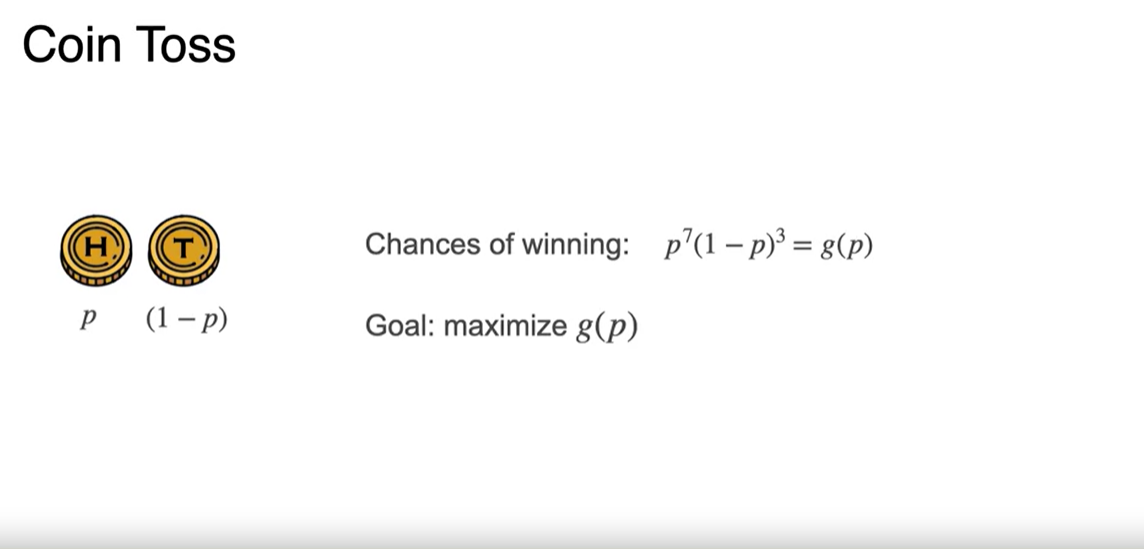 Coin Toss
H T
p (1 − p)
Chances of winning: p⁷(1 − p)³ = g(p)
Goal: maximize g(p)